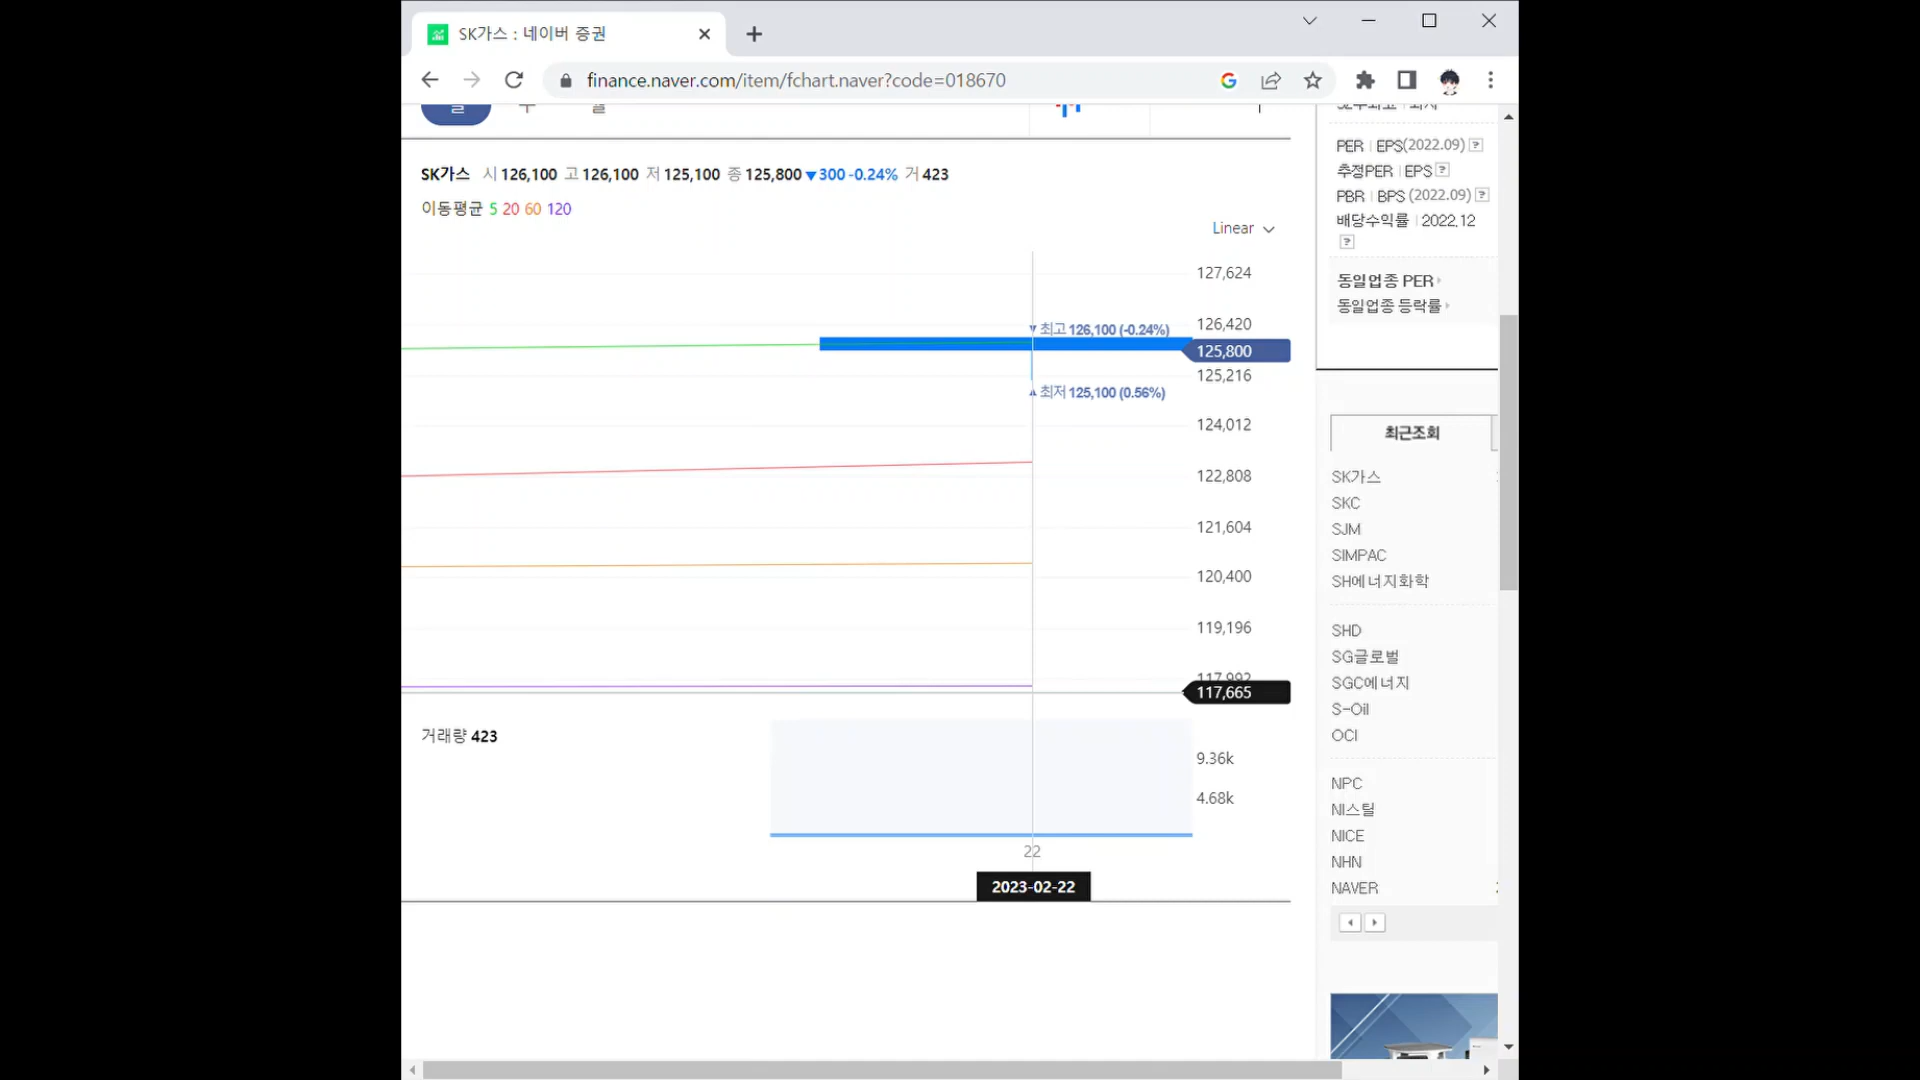 SK가스 : 네이버 증권
finance.naver.com/item/fchart.naver?code=018670
PER | EPS(2022.09) ?
SK가스 시 126,100 고 126,100 저 125,100 종 125,800 ▼300 -0.24% 거 423
추정PER | EPS ?
PBR | BPS (2022.09) ?
이동평균 5 20 60 120
배당수익률 | 2022.12
?
Linear
127,624
동일업종 PER
동일업종 등락률
최고 126,100 (-0.24%)
126,420
125,800
125,216
최저 125,100 (0.56%)
124,012
122,808
121,604
120,400
119,196
117,992
117,665
최근조회
SK가스
SKC
SJM
SIMPAC
SH에너지화학
SHD
SG글로벌
SGC에너지
S-Oil
OCI
NPC
NI스틸
NICE
NHN
NAVER
거래량 423
9.36k
4.68k
22
2023-02-22